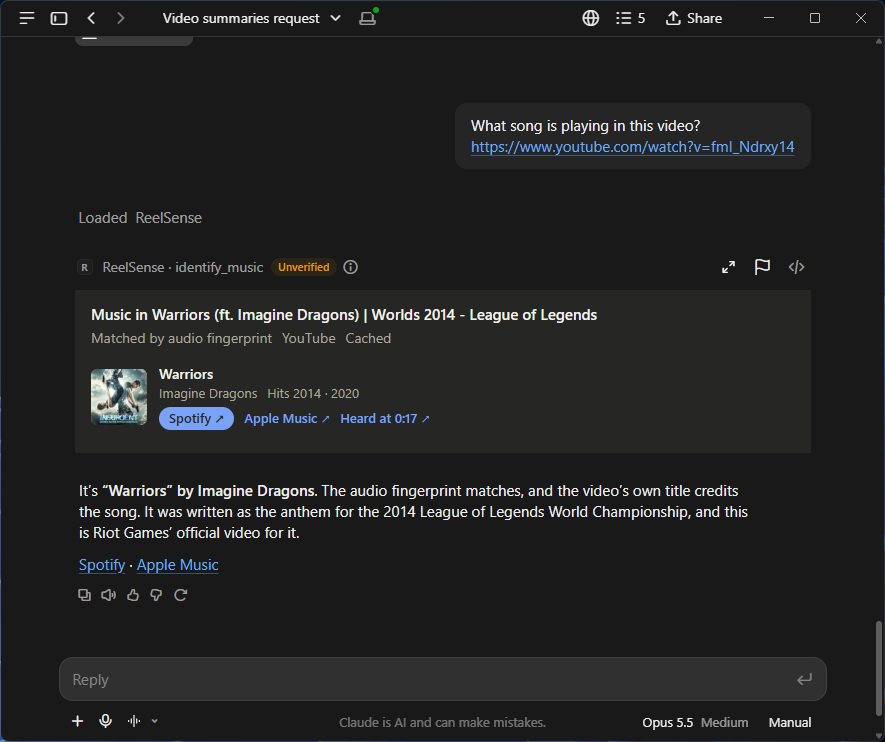 Video summaries request
5
Share
What song is playing in this video?
https://www.youtube.com/watch?v=fmI_Ndrxy14
Loaded ReelSense
R
ReelSense · identify_music
Unverified
Music in Warriors (ft. Imagine Dragons) | Worlds 2014 - League of Legends
Matched by audio fingerprint YouTube Cached
Warriors
Imagine Dragons Hits 2014 · 2020
Spotify ↗ Apple Music ↗ Heard at 0:17 ↗
It's “Warriors” by Imagine Dragons. The audio fingerprint matches, and the video's own title credits
the song. It was written as the anthem for the 2014 League of Legends World Championship, and this
is Riot Games' official video for it.
Spotify · Apple Music
Reply
Claude is AI and can make mistakes.
Opus 5.5 Medium
Manual